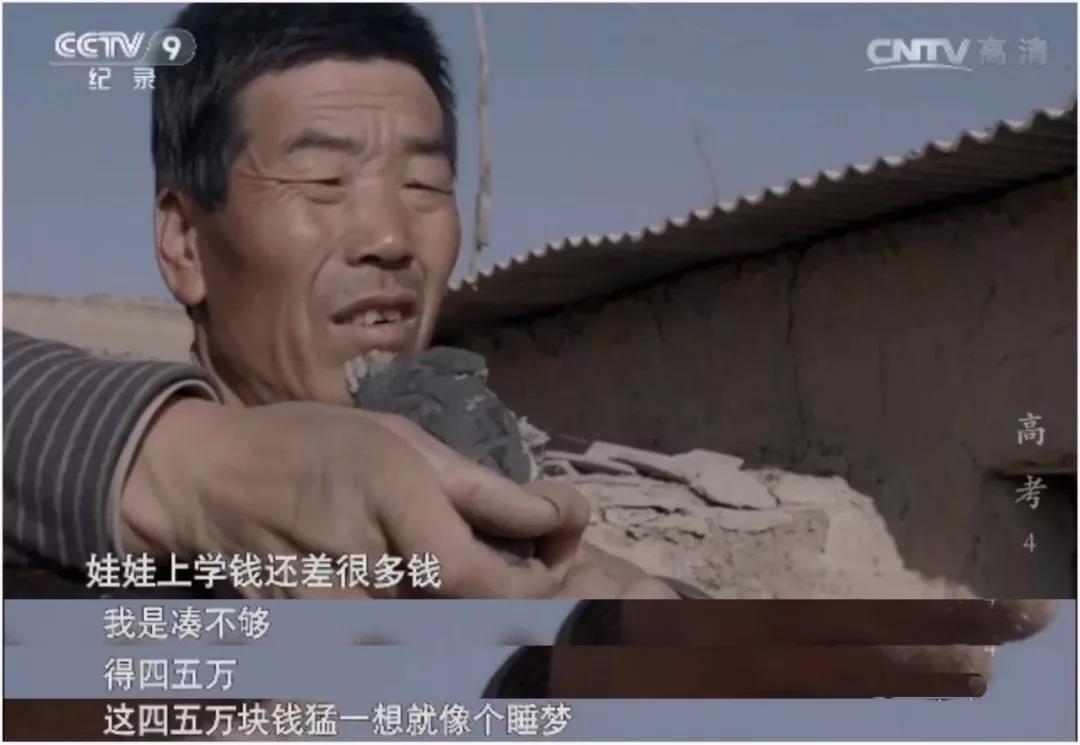 CCTV 9
纪录
CNTV 高清
高考 4
娃娃上学钱还差很多钱
我是凑不够
得四五万
这四五万块钱猛一想就像个睡梦